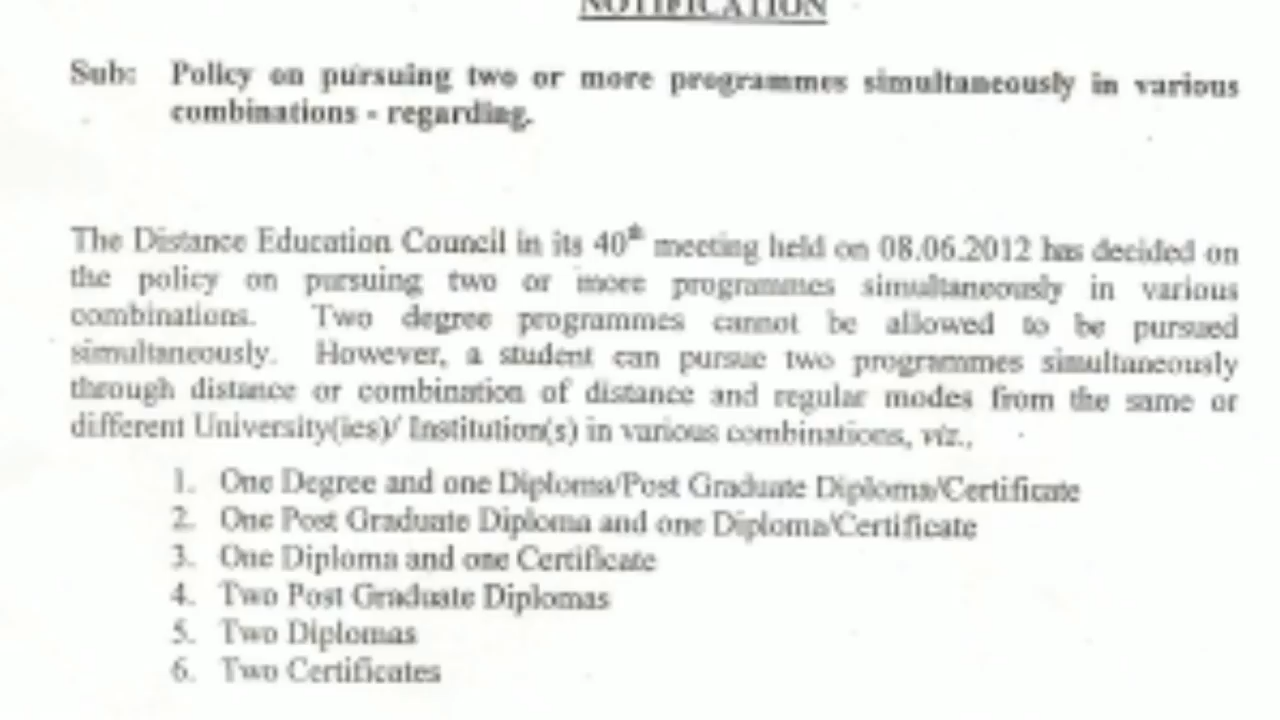 NOTIFICATION
Sub: Policy on pursuing two or more programmes simultaneously in various
combinations - regarding.
The Distance Education Council in its 40th meeting held on 08.06.2012 has decided on
the policy on pursuing two or more programmes simultaneously in various
combinations. Two degree programmes cannot be allowed to be pursued
simultaneously. However, a student can pursue two programmes simultaneously
through distance or combination of distance and regular modes from the same or
different University(ies)/ Institution(s) in various combinations, viz.,
1. One Degree and one Diploma/Post Graduate Diploma/Certificate
2. One Post Graduate Diploma and one Diploma/Certificate
3. One Diploma and one Certificate
4. Two Post Graduate Diplomas
5. Two Diplomas
6. Two Certificates